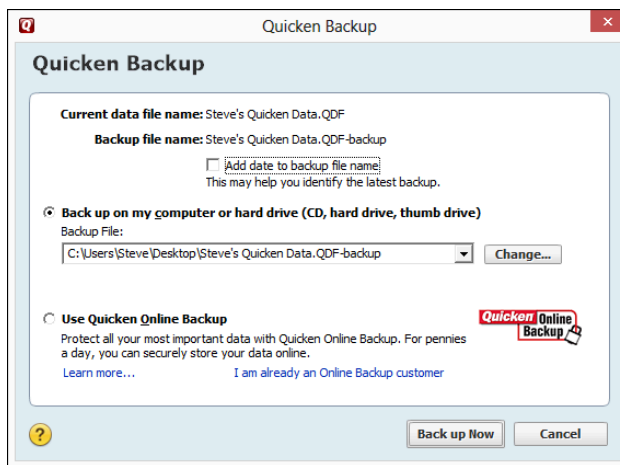 Quicken Backup
Quicken Backup
Current data file name: Steve's Quicken Data.QDF
Backup file name: Steve's Quicken Data.QDF-backup
Add date to backup file name
This may help you identify the latest backup.
Back up on my computer or hard drive (CD, hard drive, thumb drive)
Backup File:
C:\Users\Steve\Desktop\Steve's Quicken Data.QDF-backup
Change...
Use Quicken Online Backup
Quicken Online
Backup
Protect all your most important data with Quicken Online Backup. For pennies
a day, you can securely store your data online.
Learn more...
I am already an Online Backup customer
?
Back up Now
Cancel